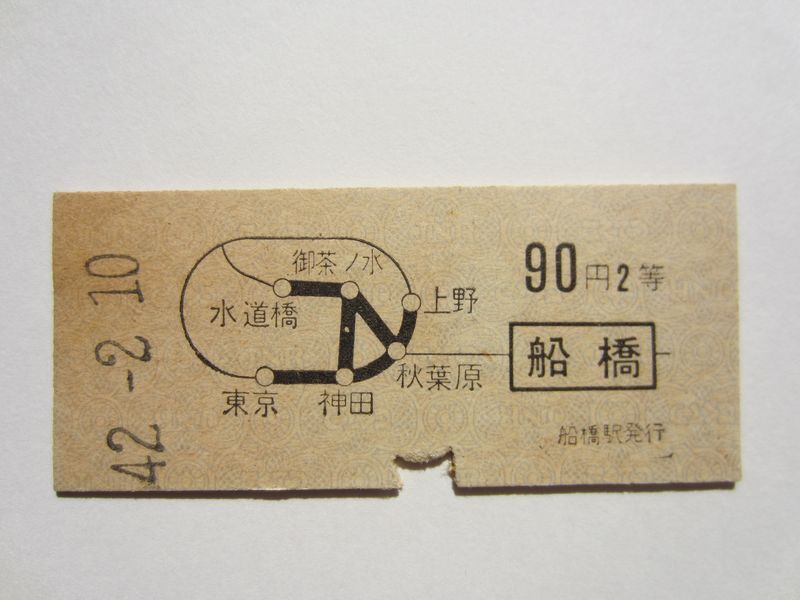 42 -2 10
90円2等
御茶ノ水
上野
水道橋
船橋
秋葉原
東京
神田
船橋駅発行